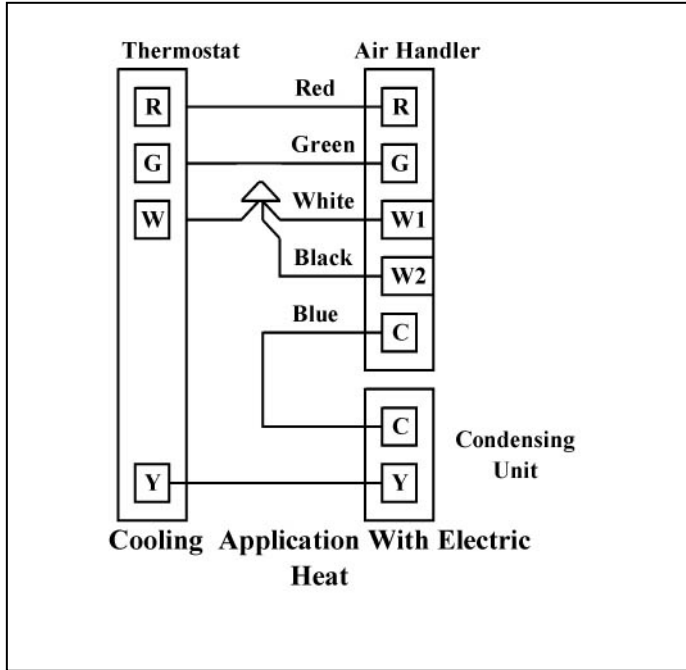 Thermostat Air Handler
R Red R
G Green G
W White W1
Black W2
Blue C
C Condensing
Unit
Y Y
Cooling Application With Electric
Heat